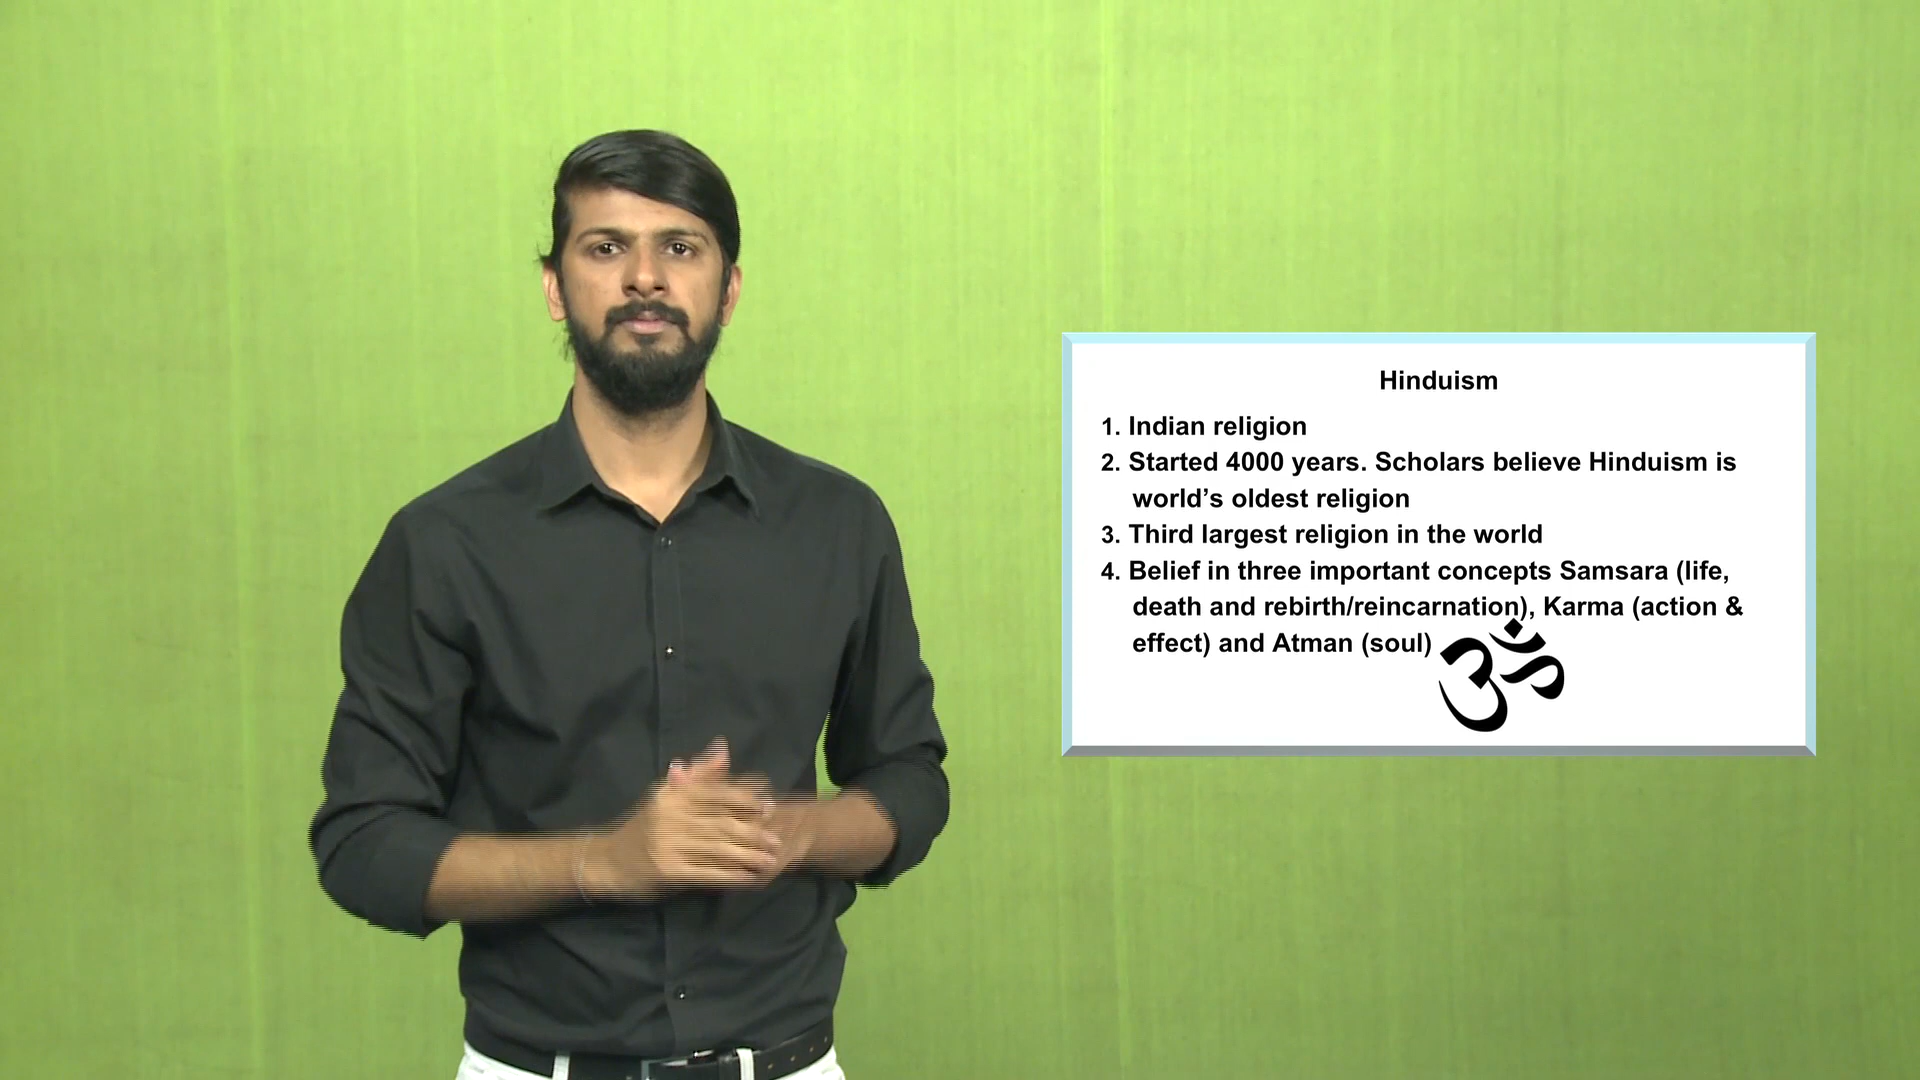 Hinduism
1. Indian religion
2. Started 4000 years. Scholars believe Hinduism is
world’s oldest religion
3. Third largest religion in the world
4. Belief in three important concepts Samsara (life,
death and rebirth/reincarnation), Karma (action &
effect) and Atman (soul)
ॐ